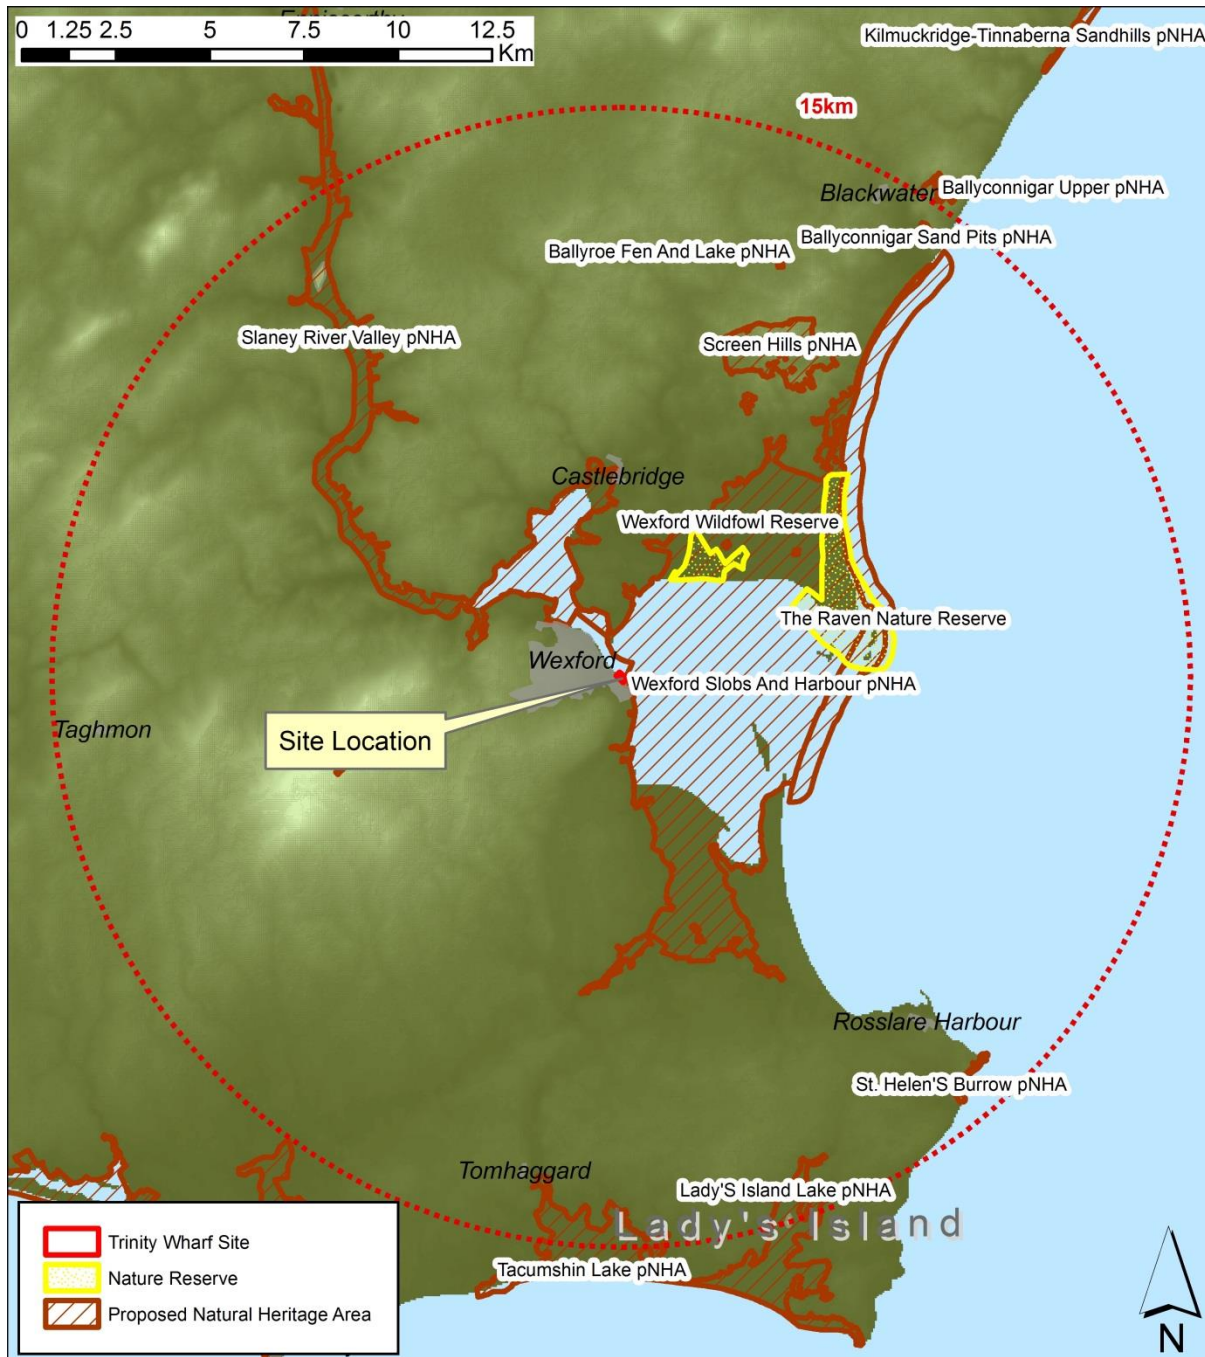 Enniscorthy
0 1.25 2.5 5 7.5 10 12.5
Km
Kilmuckridge-Tinnaberna Sandhills pNHA
15km
Blackwater
Ballyconnigar Upper pNHA
Ballyconnigar Sand Pits pNHA
Ballyroe Fen And Lake pNHA
Slaney River Valley pNHA
Screen Hills pNHA
Castlebridge
Wexford Wildfowl Reserve
The Raven Nature Reserve
Wexford
Wexford Slobs And Harbour pNHA
Taghmon
Site Location
Rosslare Harbour
St. Helen'S Burrow pNHA
Tomhaggard
Lady'S Island Lake pNHA
Lady's Island
Tacumshin Lake pNHA
Trinity Wharf Site
Nature Reserve
Proposed Natural Heritage Area
N